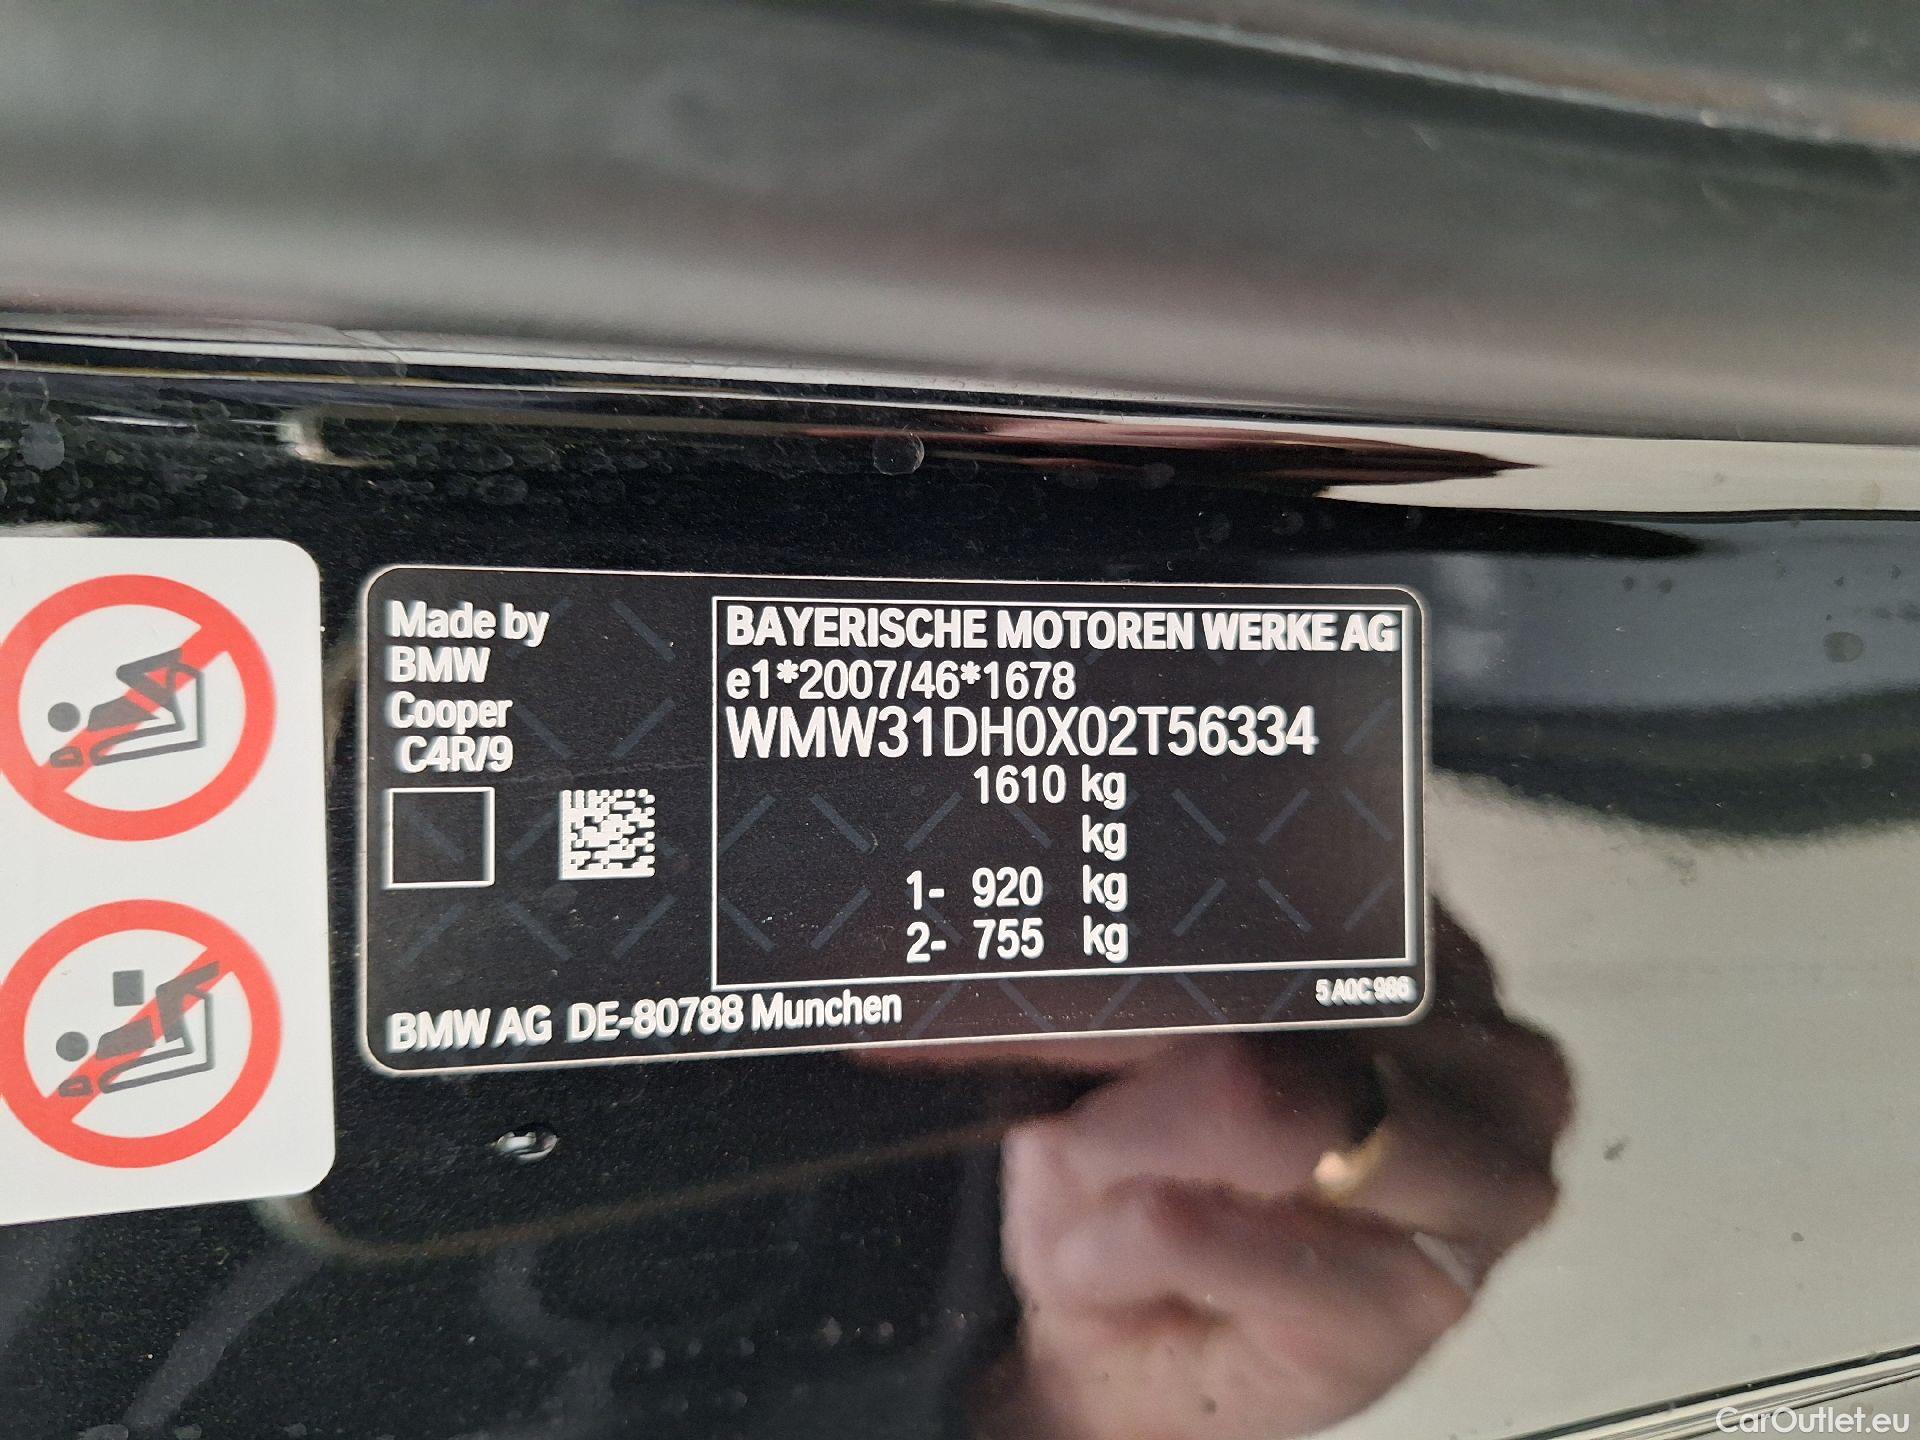 Made by
BMW
Cooper
C4R/9
BAYERISCHE MOTOREN WERKE AG
e1*2007/46*1678
WMW31DH0X02T56334
1610 kg
kg
1- 920 kg
2- 755 kg
BMW AG DE-80788 Munchen
5 A0C 986
CarOutlet.eu